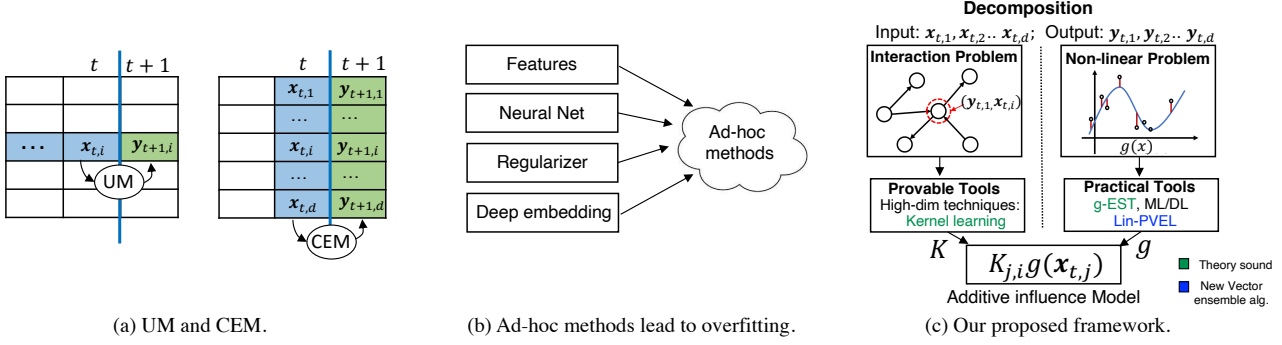 t
t + 1
... x_{t,i} y_{t+1,i}
UM
t
t + 1
x_{t,1} y_{t+1,1}
... ...
x_{t,i} y_{t+1,i}
... ...
x_{t,d} y_{t+1,d}
CEM
(a) UM and CEM.
Features
Neural Net
Regularizer
Deep embedding
Ad-hoc
methods
(b) Ad-hoc methods lead to overfitting.
Decomposition
Input: x_{t,1}, x_{t,2}.. x_{t,d}; Output: y_{t,1}, y_{t,2}.. y_{t,d}
Interaction Problem
(y_{t,1}, x_{t,i})
Non-linear Problem
g(x)
Provable Tools
High-dim techniques:
Kernel learning
Practical Tools
g-EST, ML/DL
Lin-PVEL
K
g
K_{j,i}g(x_{t,j})
Additive influence Model
Theory sound
New Vector
ensemble alg.
(c) Our proposed framework.